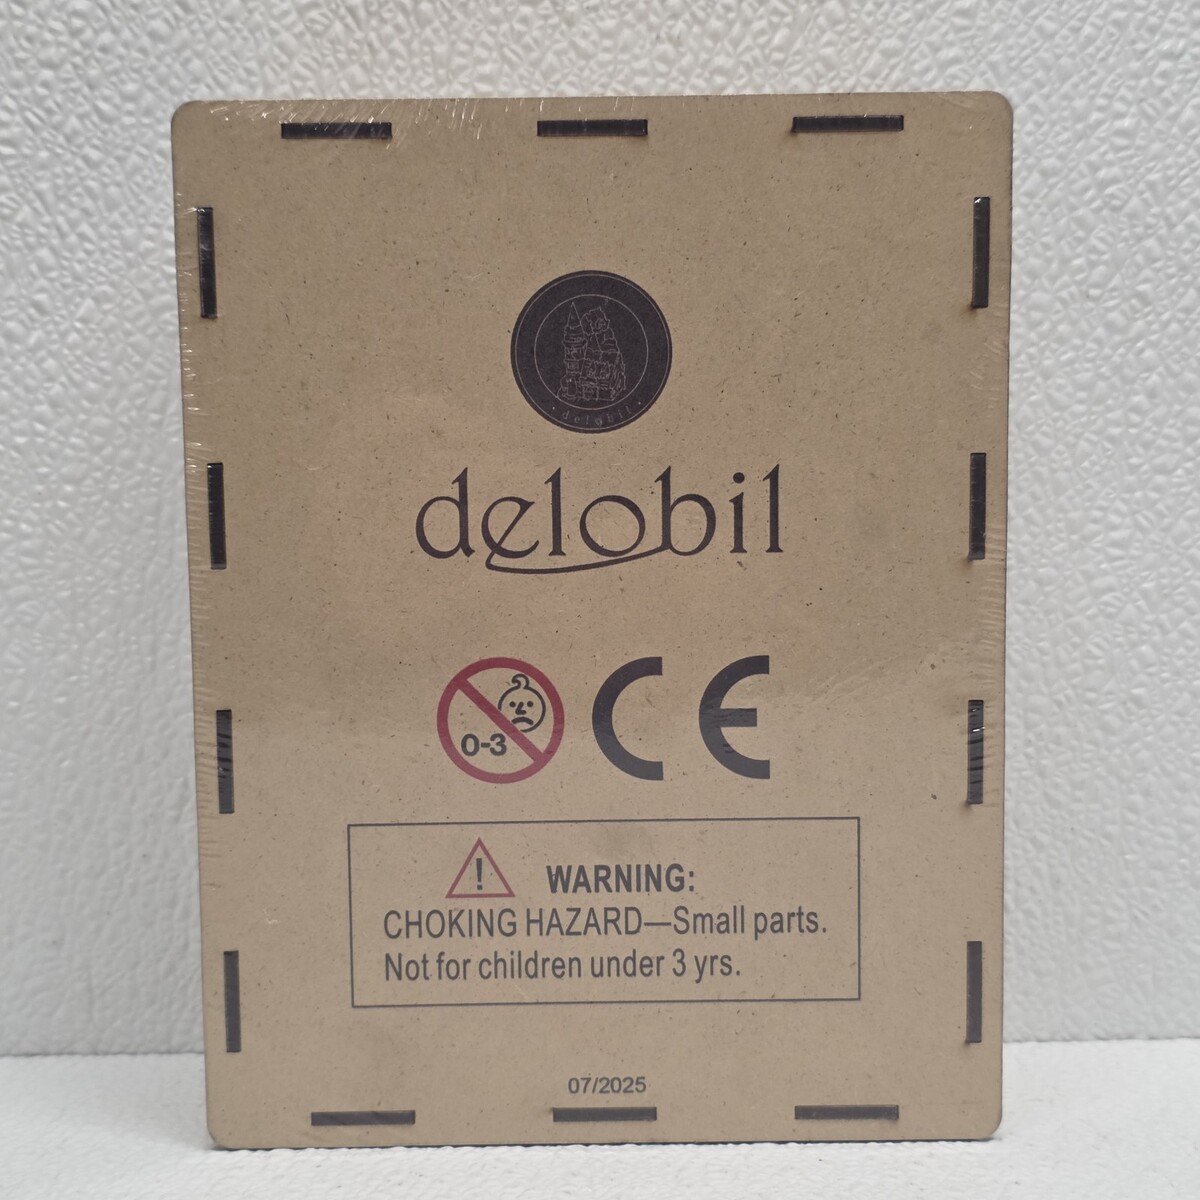 • delobil •
delobil
0-3
CE
! WARNING:
CHOKING HAZARD—Small parts.
Not for children under 3 yrs.
07/2025